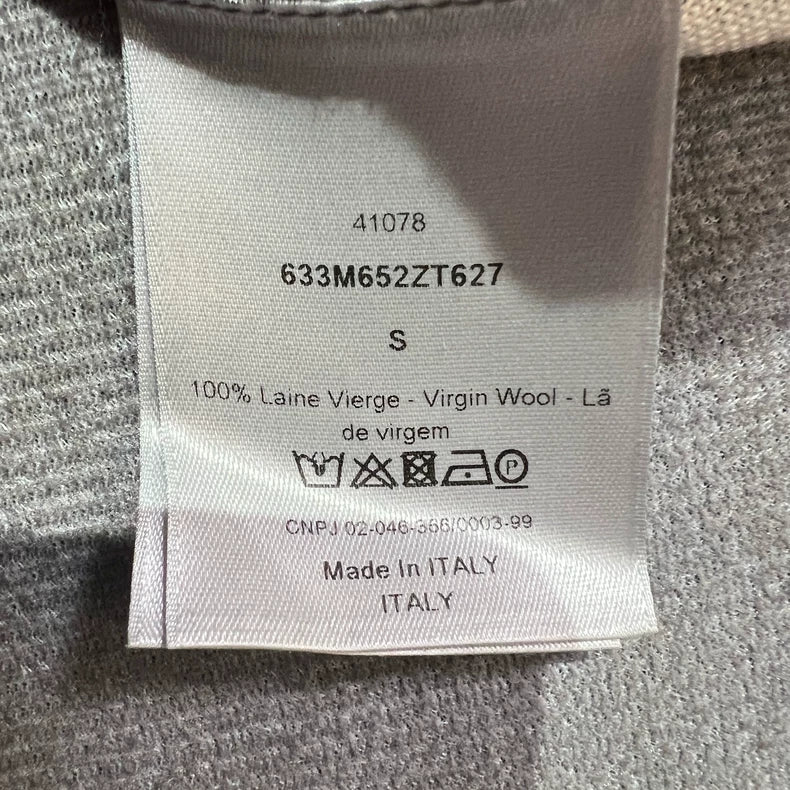 41078
633M652ZT627
S
100% Laine Vierge - Virgin Wool - Lã
de virgem
P
CNPJ 02-046-366/0003-99
Made In ITALY
ITALY